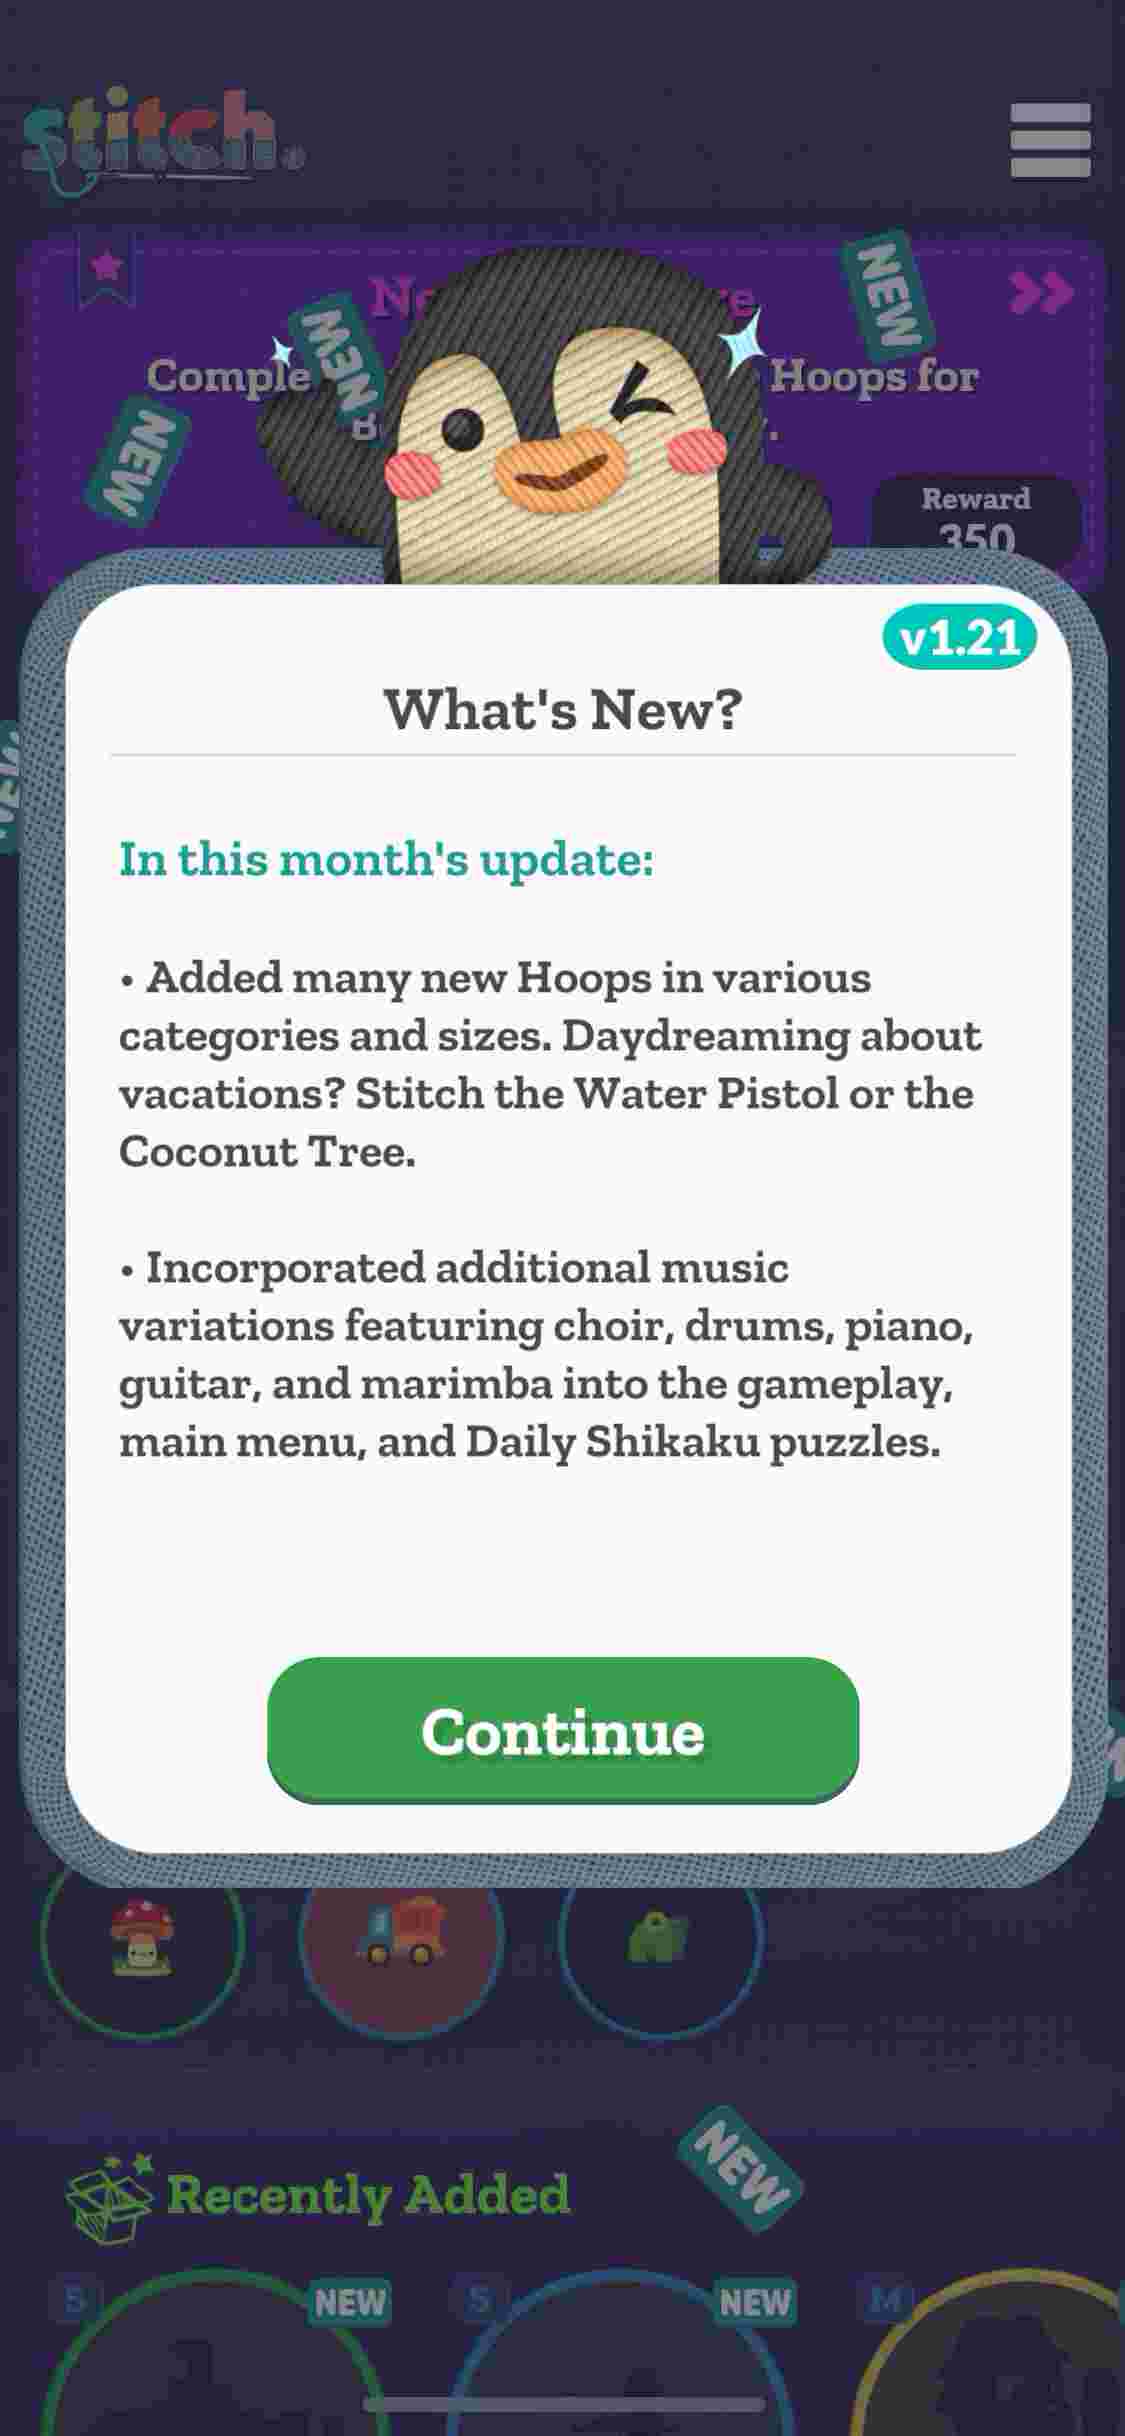 stitch.
NEW
Comple
NEW
Hoops for
NEW
Reward
350
v1.21
What's New?
In this month's update:
• Added many new Hoops in various
categories and sizes. Daydreaming about
vacations? Stitch the Water Pistol or the
Coconut Tree.
• Incorporated additional music
variations featuring choir, drums, piano,
guitar, and marimba into the gameplay,
main menu, and Daily Shikaku puzzles.
Continue
NEW
Recently Added
S
NEW
S
NEW
M